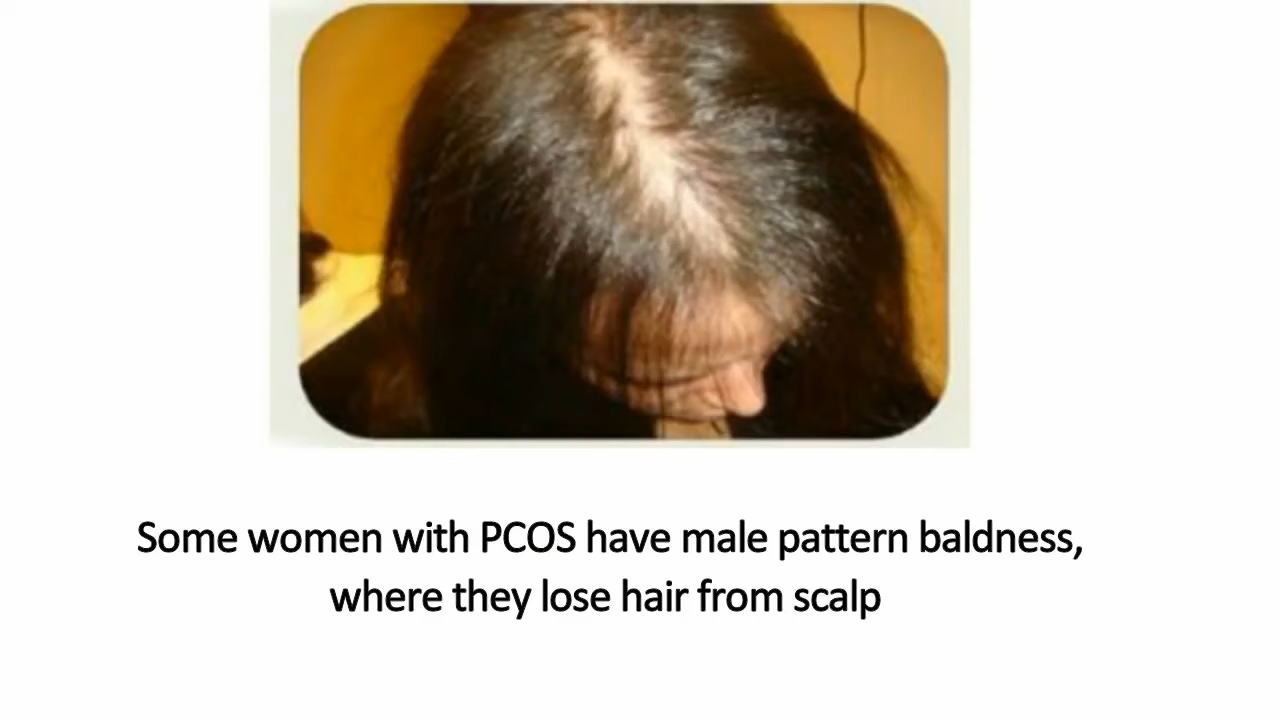 Some women with PCOS have male pattern baldness,
where they lose hair from scalp